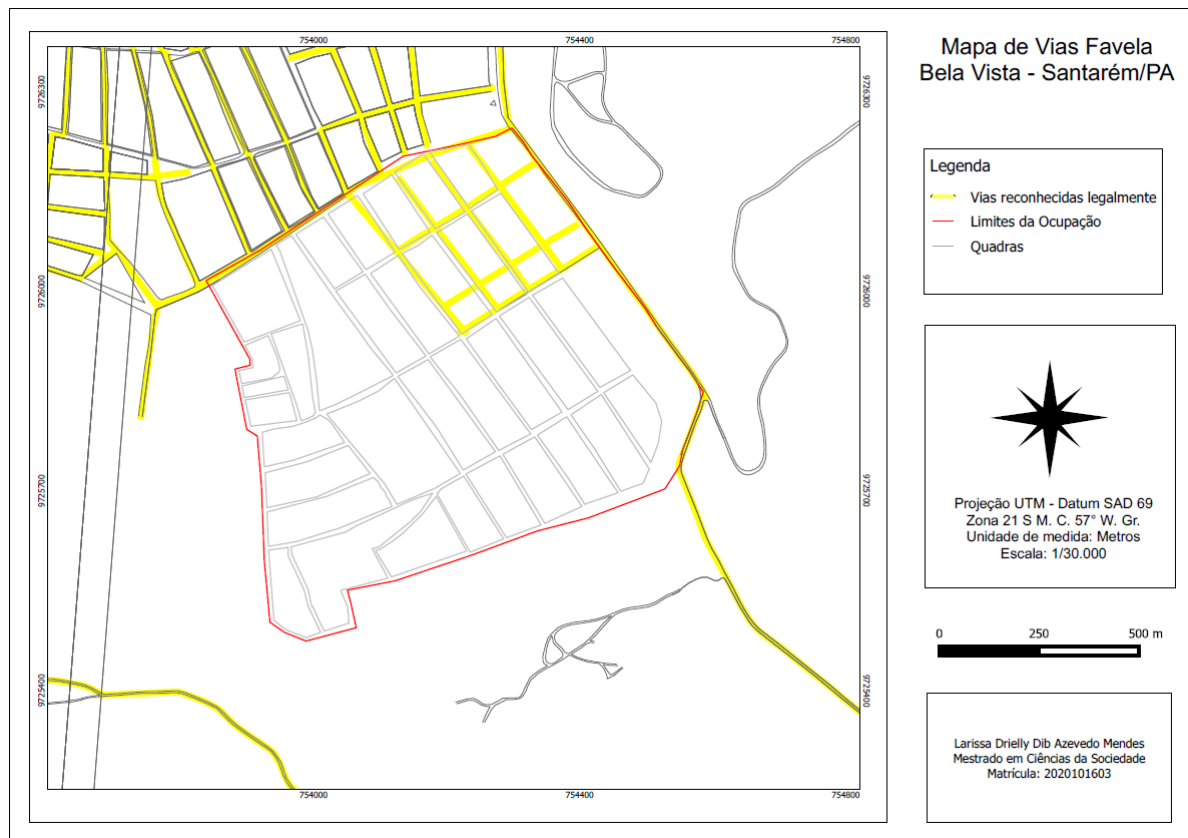 Mapa de Vias Favela
Bela Vista - Santarém/PA
754000
754400
754800
9726300
9726300
9726000
9726000
9725700
9725700
9725400
9725400
754000
754400
754800
Legenda
Vias reconhecidas legalmente
Limites da Ocupação
Quadras
Projeção UTM - Datum SAD 69
Zona 21 S M. C. 57° W. Gr.
Unidade de medida: Metros
Escala: 1/30.000
0 250 500 m
Larissa Drielly Dib Azevedo Mendes
Mestrado em Ciências da Sociedade
Matrícula: 2020101603